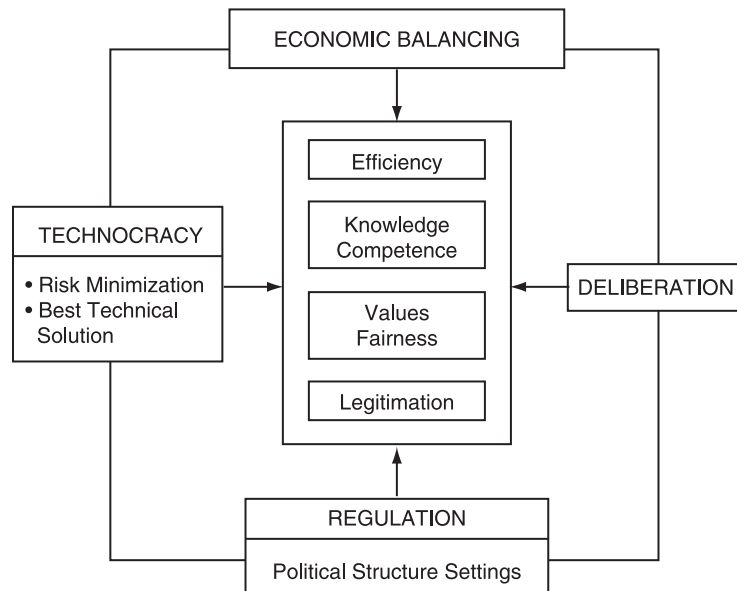 ECONOMIC BALANCING
Efficiency
Knowledge
Competence
TECHNOCRACY
• Risk Minimization
• Best Technical
Solution
Values
Fairness
DELIBERATION
Legitimation
REGULATION
Political Structure Settings